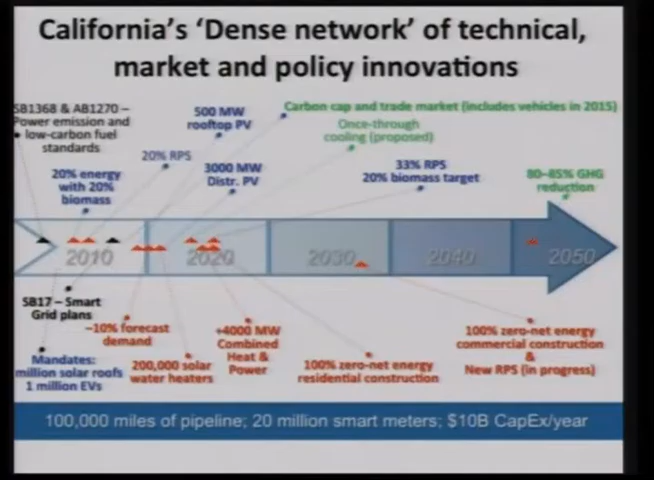 California's 'Dense network' of technical,
market and policy innovations
SB1368 & AB1270 –
Power emission and
low-carbon fuel
standards
500 MW
rooftop PV
Carbon cap and trade market (includes vehicles in 2015)
Once-through
cooling (proposed)
20% RPS
20% energy
with 20%
biomass
3000 MW
Distr. PV
33% RPS
20% biomass target
80–85% GHG
reduction
2010
2020
2030
2040
2050
SB17 – Smart
Grid plans
~10% forecast
demand
Mandates:
million solar roofs
1 million EVs
200,000 solar
water heaters
+4000 MW
Combined
Heat &
Power
100% zero-net energy
residential construction
100% zero-net energy
commercial construction
&
New RPS (in progress)
100,000 miles of pipeline; 20 million smart meters; $10B CapEx/year